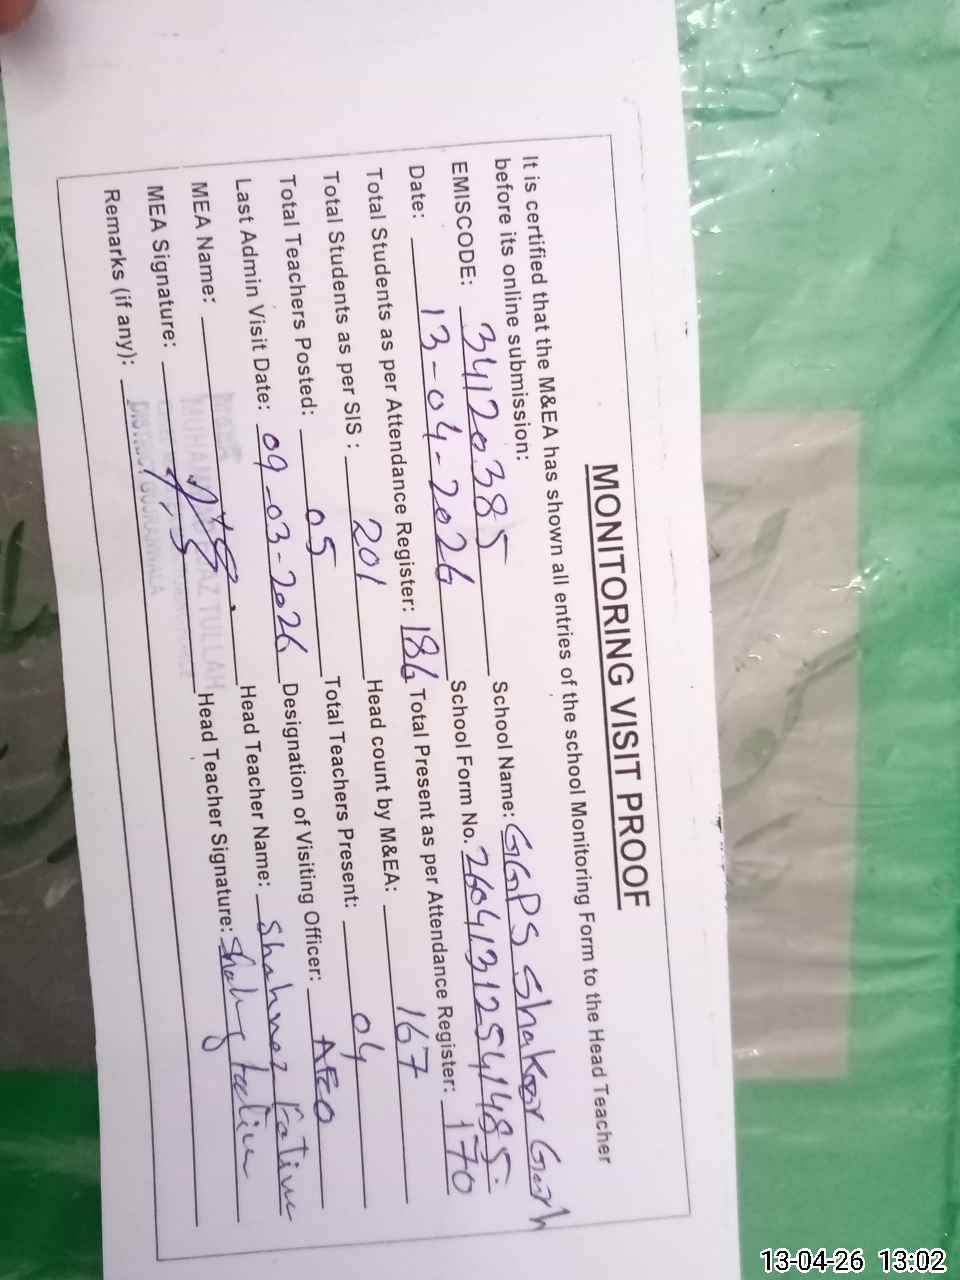 MONITORING VISIT PROOF
It is certified that the M&EA has shown all entries of the school Monitoring Form to the Head Teacher
before its online submission:
EMISCODE: 34120385 School Name: GGPS Shakoor Garh
Date: 13-04-2026 School Form No. 26041312541485
Total Students as per Attendance Register: 186 Total Present as per Attendance Register: 170
Total Students as per SIS : 201 Head count by M&EA: 167
Total Teachers Posted: 05 Total Teachers Present: 04
Last Admin Visit Date: 09-03-2026 Designation of Visiting Officer: AEO
MEA Name: Head Teacher Name: Shahnaz
MEA Signature: Head Teacher Signature:
Remarks (if any):
DISTRICT GUJRANWALA
13-04-26 13:02